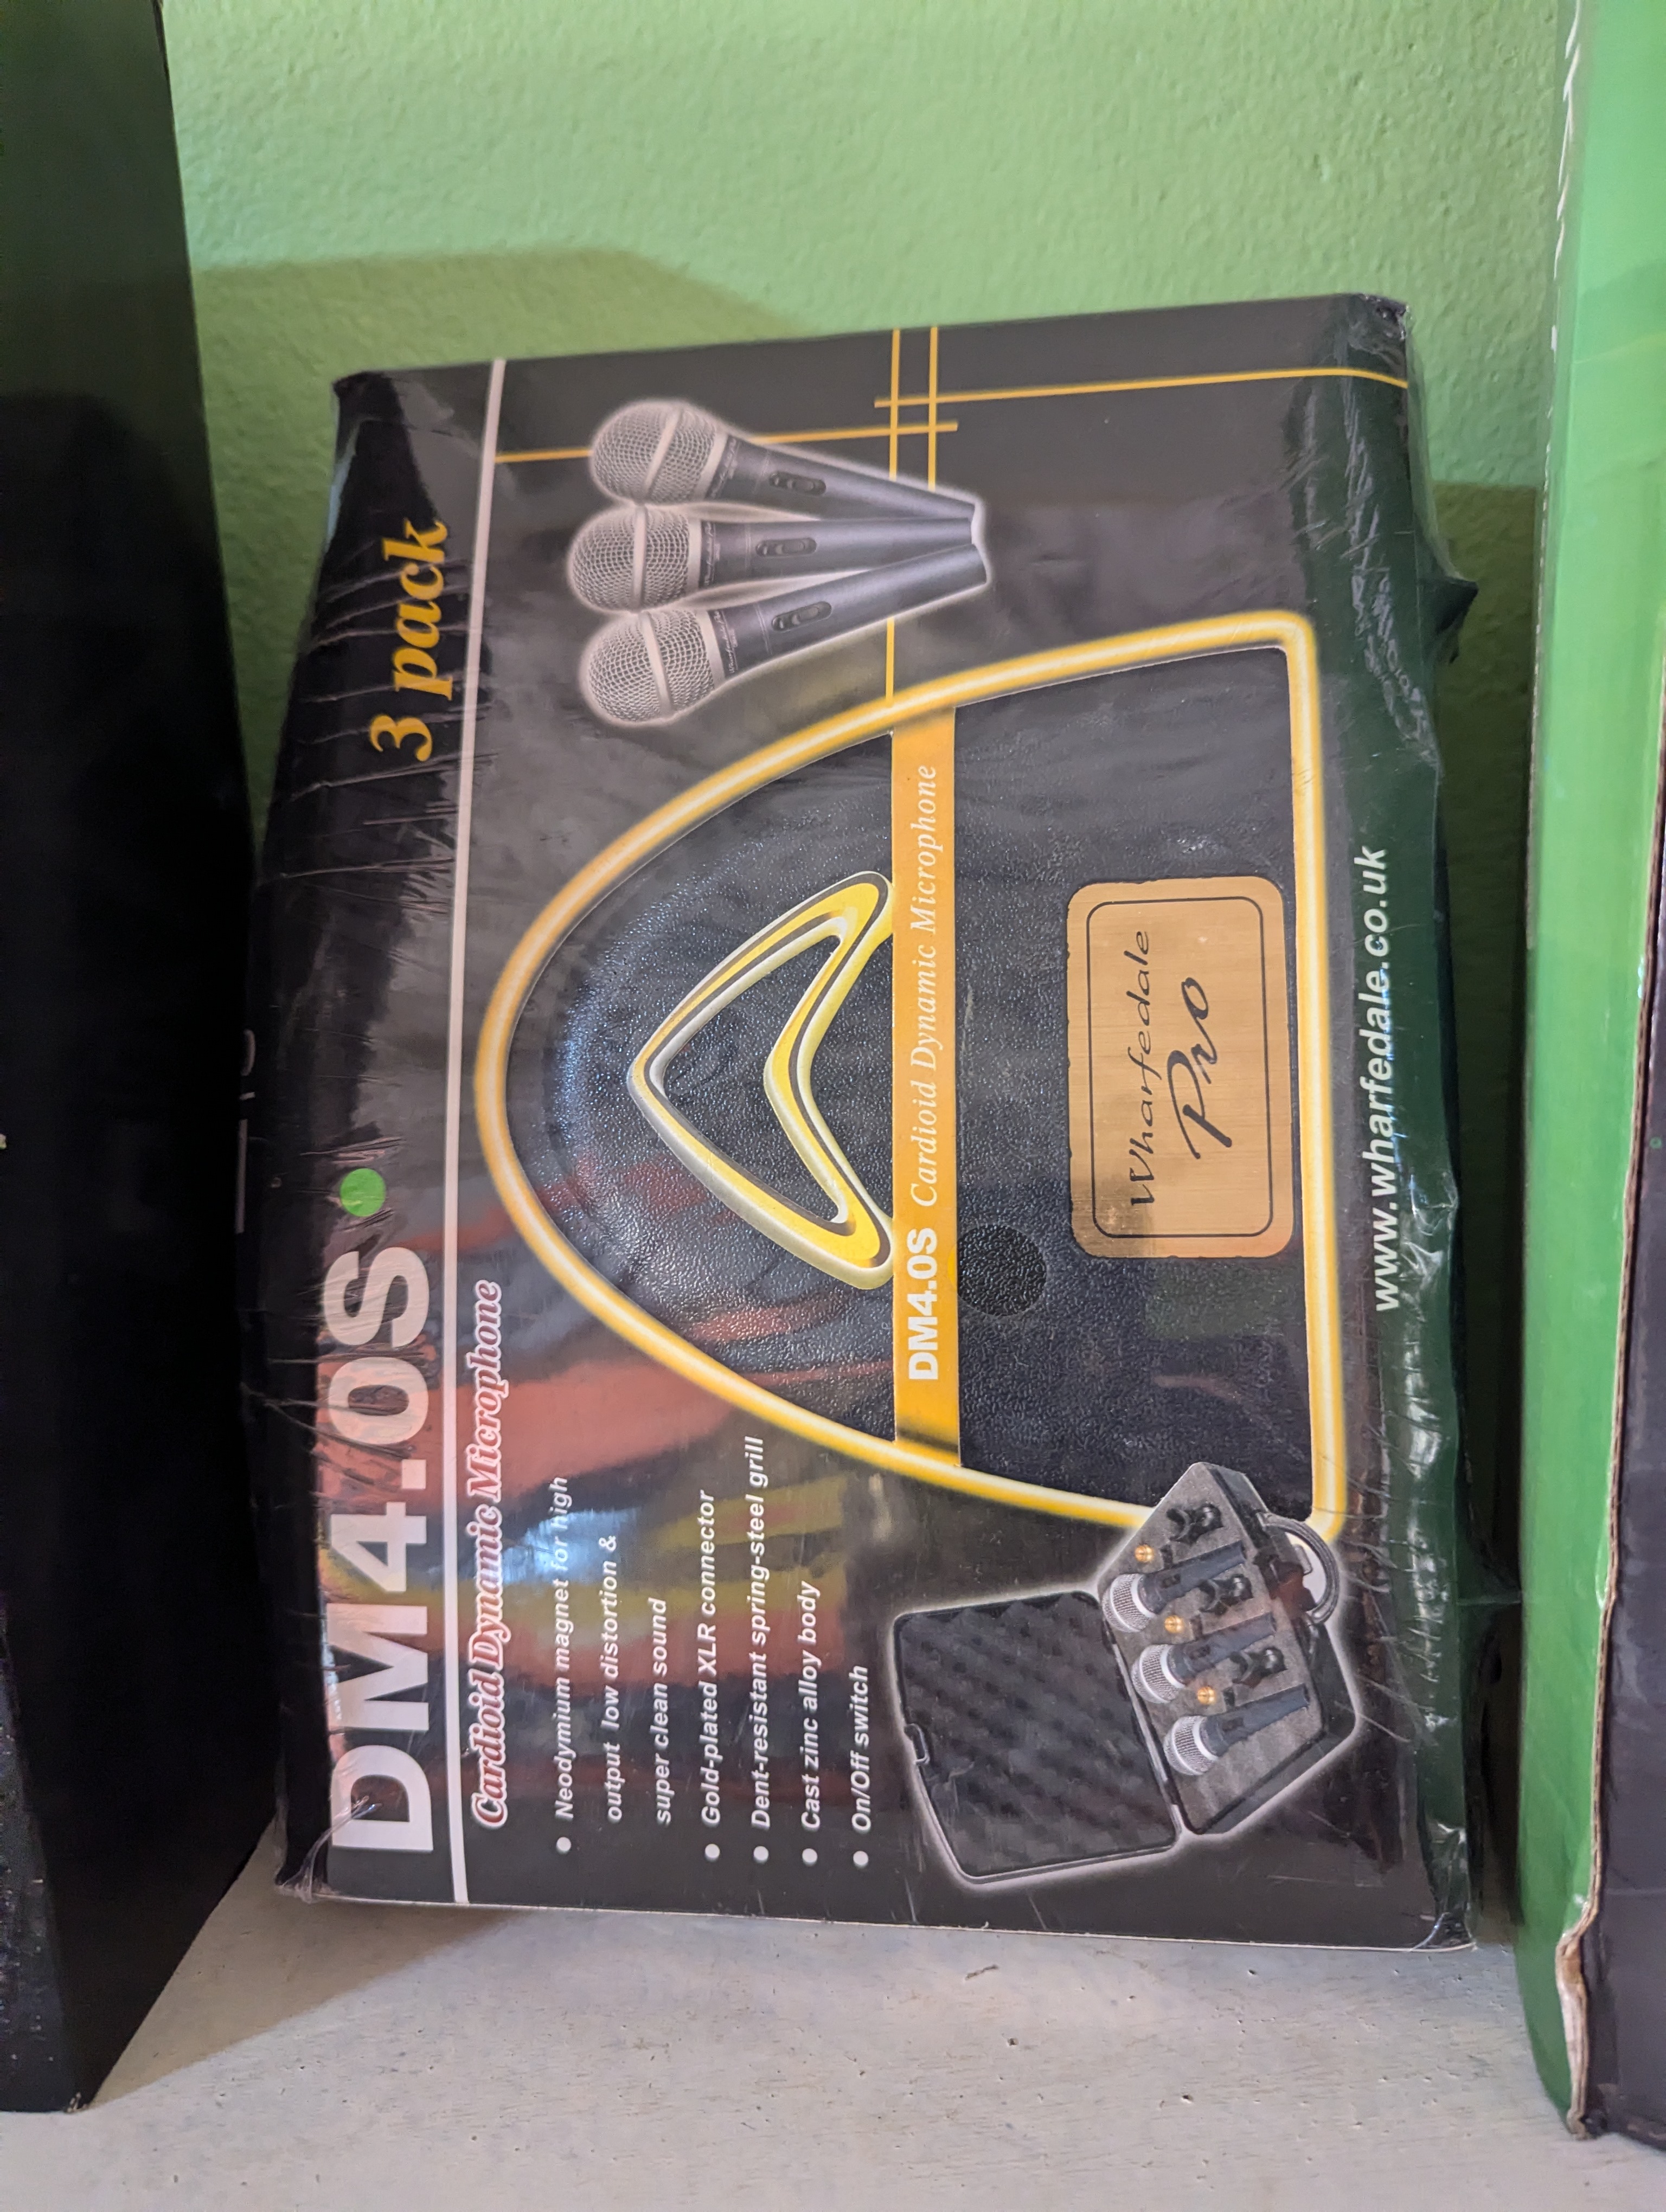 DM4.0S
3 pack
Cardioid Dynamic Microphone
• Neodymium magnet for high
output low distortion &
super clean sound
• Gold-plated XLR connector
• Dent-resistant spring-steel grill
• Cast zinc alloy body
• On/Off switch
DM4.0S Cardioid Dynamic Microphone
Wharfedale
Pro
www.wharfedale.co.uk